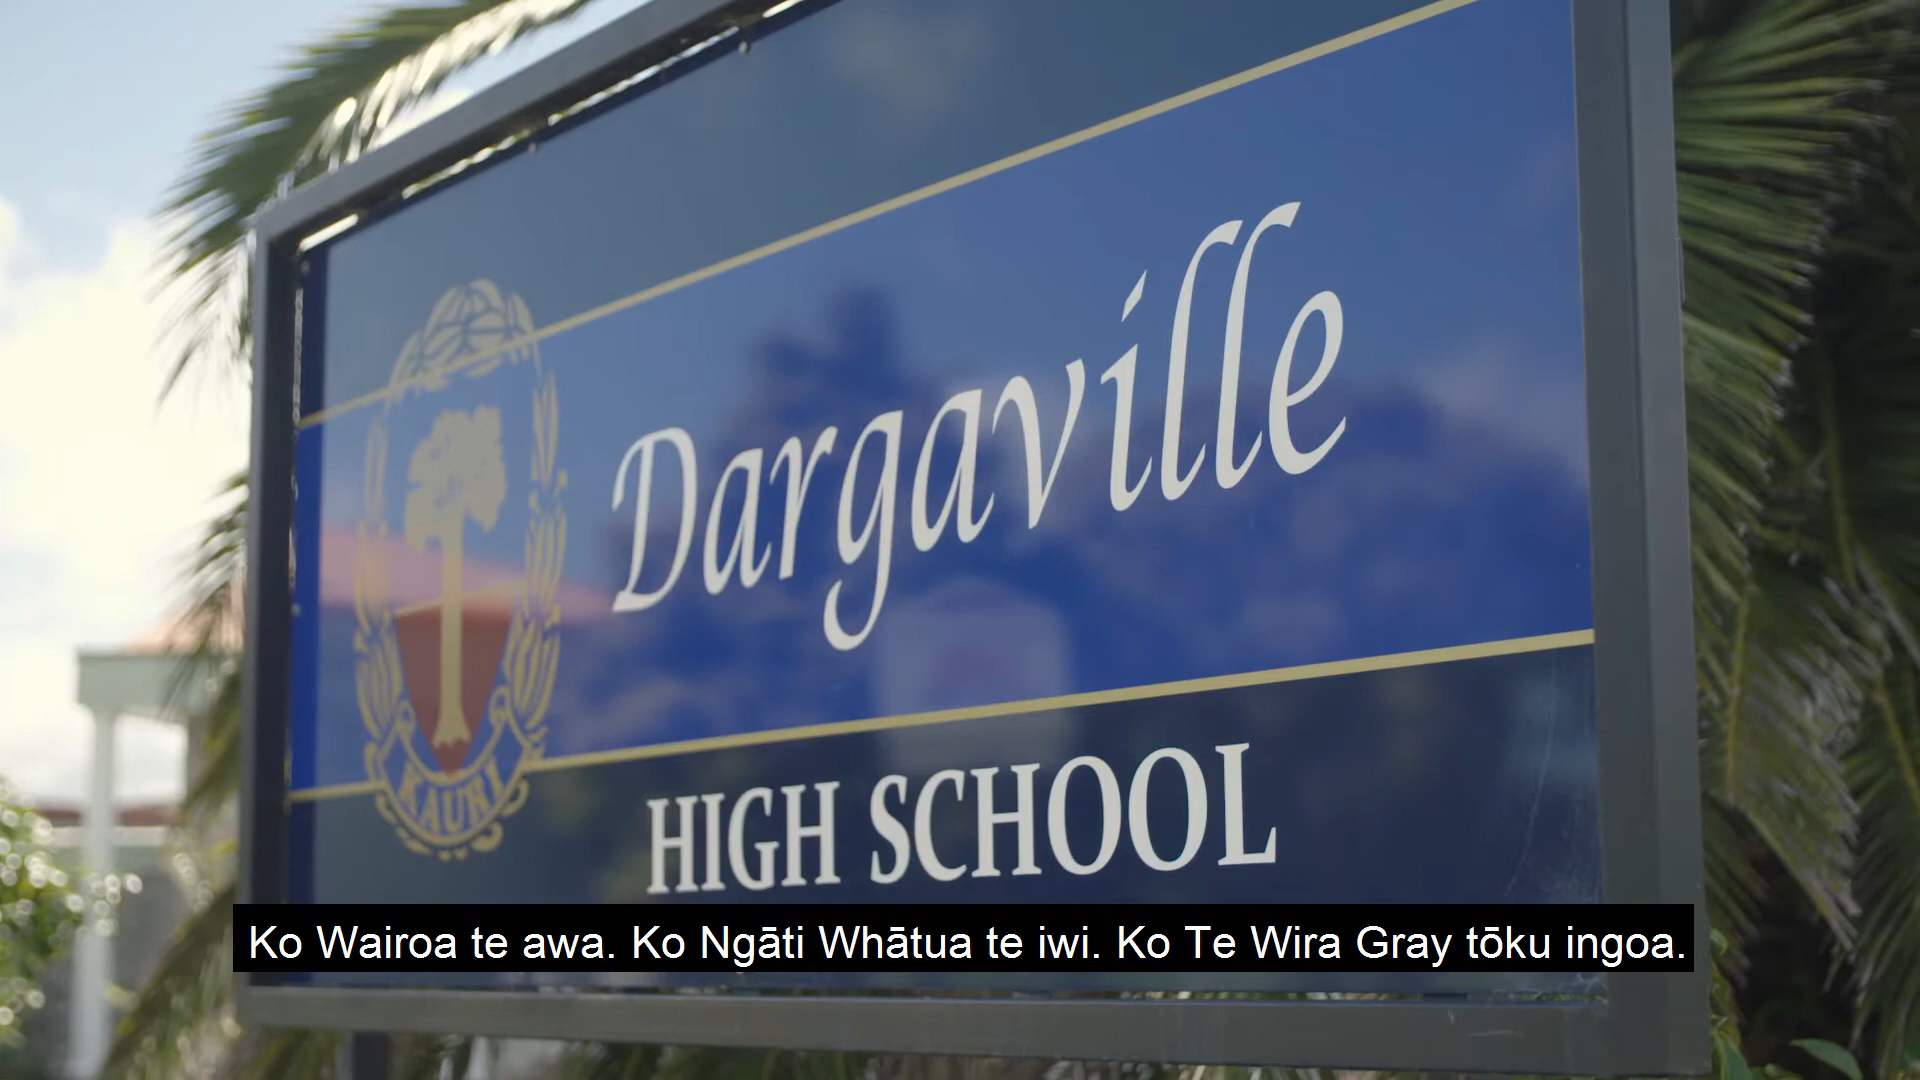 Dargaville
HIGH SCHOOL
KAURI
Ko Wairoa te awa. Ko Ngāti Whātua te iwi. Ko Te Wira Gray tōku ingoa.